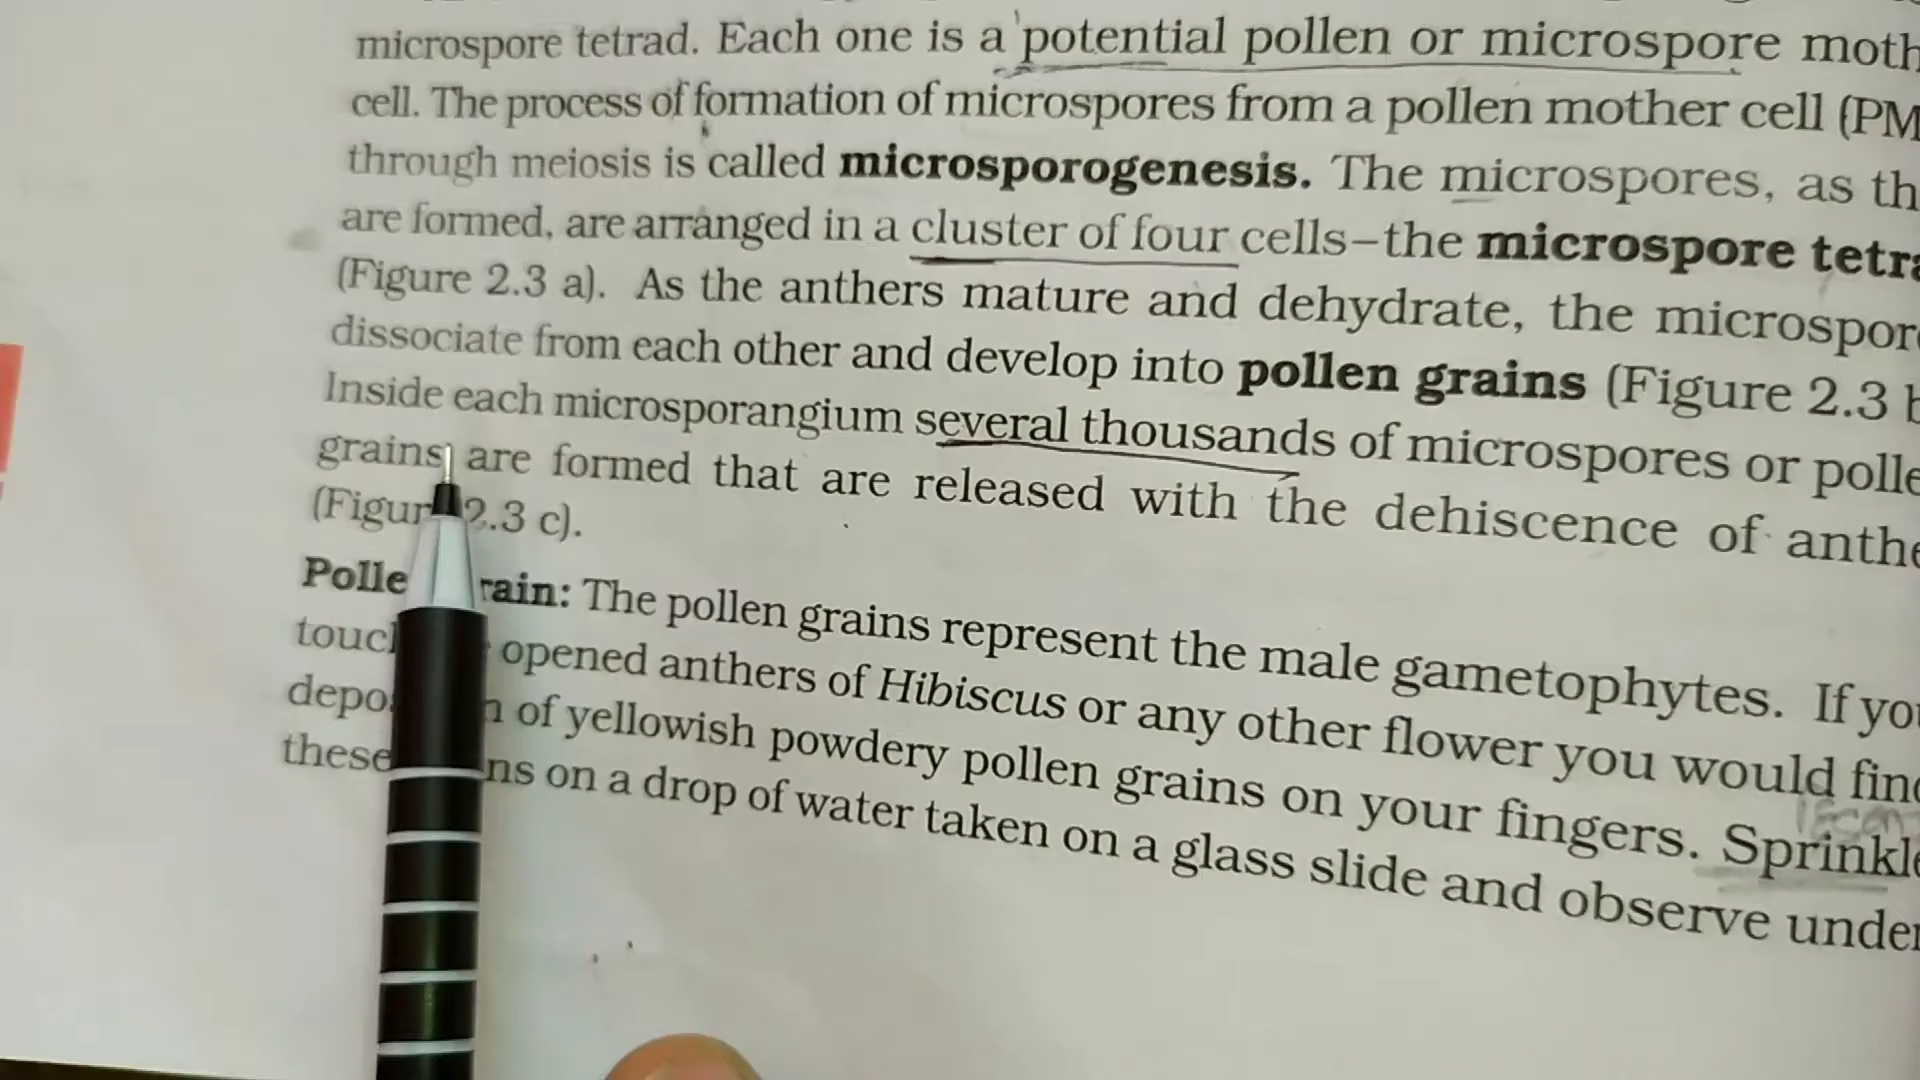 microspore tetrad. Each one is a potential pollen or microspore moth
cell. The process of formation of microspores from a pollen mother cell (PM
through meiosis is called microsporogenesis. The microspores, as th
are formed, are arranged in a cluster of four cells–the microspore tetra
(Figure 2.3 a). As the anthers mature and dehydrate, the microspor
dissociate from each other and develop into pollen grains (Figure 2.3 b
Inside each microsporangium several thousands of microspores or polle
grains are formed that are released with the dehiscence of anthe
(Figur 2.3 c).
Polle rain: The pollen grains represent the male gametophytes. If you
touc opened anthers of Hibiscus or any other flower you would find
depo n of yellowish powdery pollen grains on your fingers. Sprinkle
these ns on a drop of water taken on a glass slide and observe under